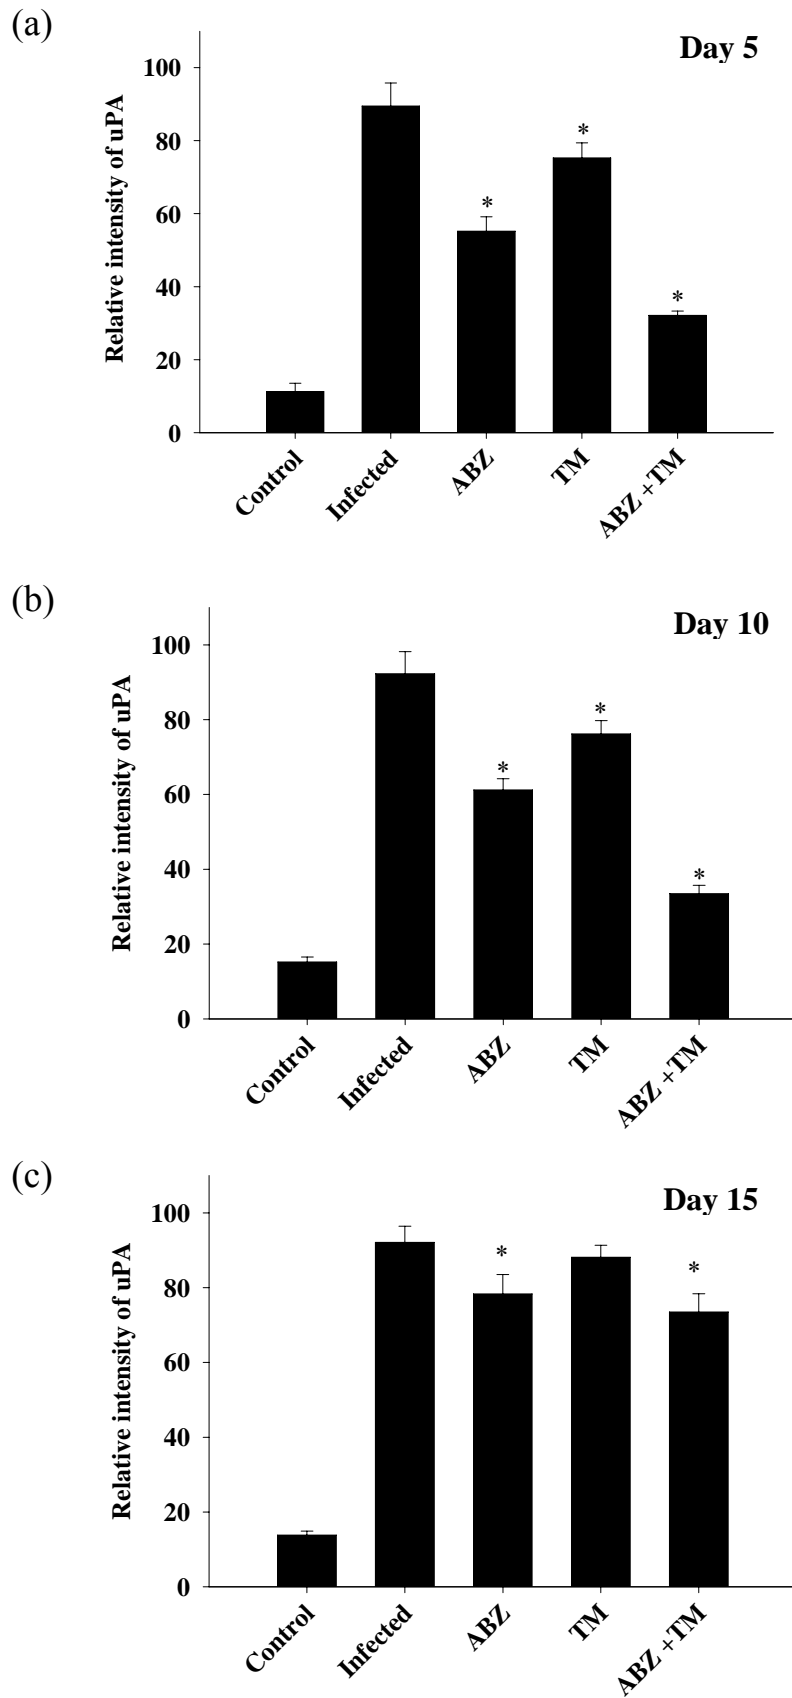 (a)
Day 5
Relative intensity of uPA
100
80
60
40
20
0
*
*
*
Control
Infected
ABZ
TM
ABZ +TM
(b)
Day 10
Relative intensity of uPA
100
80
60
40
20
0
*
*
*
Control
Infected
ABZ
TM
ABZ +TM
(c)
Day 15
Relative intensity of uPA
100
80
60
40
20
0
*
*
Control
Infected
ABZ
TM
ABZ +TM